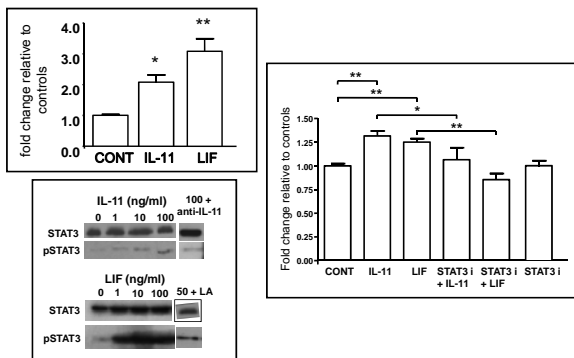 fold change relative to
controls
4.0
3.0
2.0
1.0
0.0
*
**
CONT IL-11 LIF
IL-11 (ng/ml)
100 +
anti-IL-11
0 1 10 100
STAT3
pSTAT3
LIF (ng/ml)
0 1 10 100 50 + LA
STAT3
pSTAT3
Fold change relative to controls
1.50
1.25
1.00
0.75
0.50
0.25
0.00
**
**
*
**
CONT IL-11 LIF STAT3 i STAT3 i STAT3 i
+ IL-11 + LIF